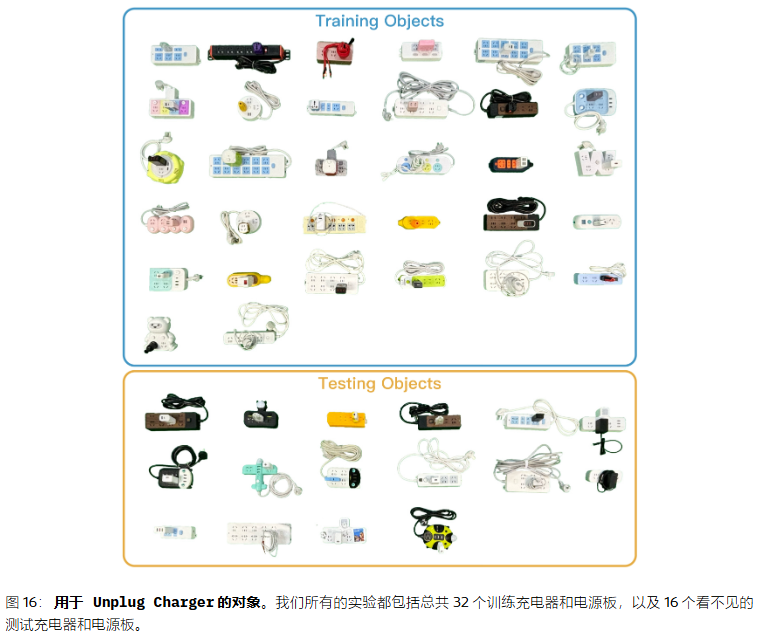 Training Objects
Testing Objects
图 16： 用于 Unplug Charger 的对象。我们所有的实验都包括总共 32 个训练充电器和电源板，以及 16 个看不见的
测试充电器和电源板。